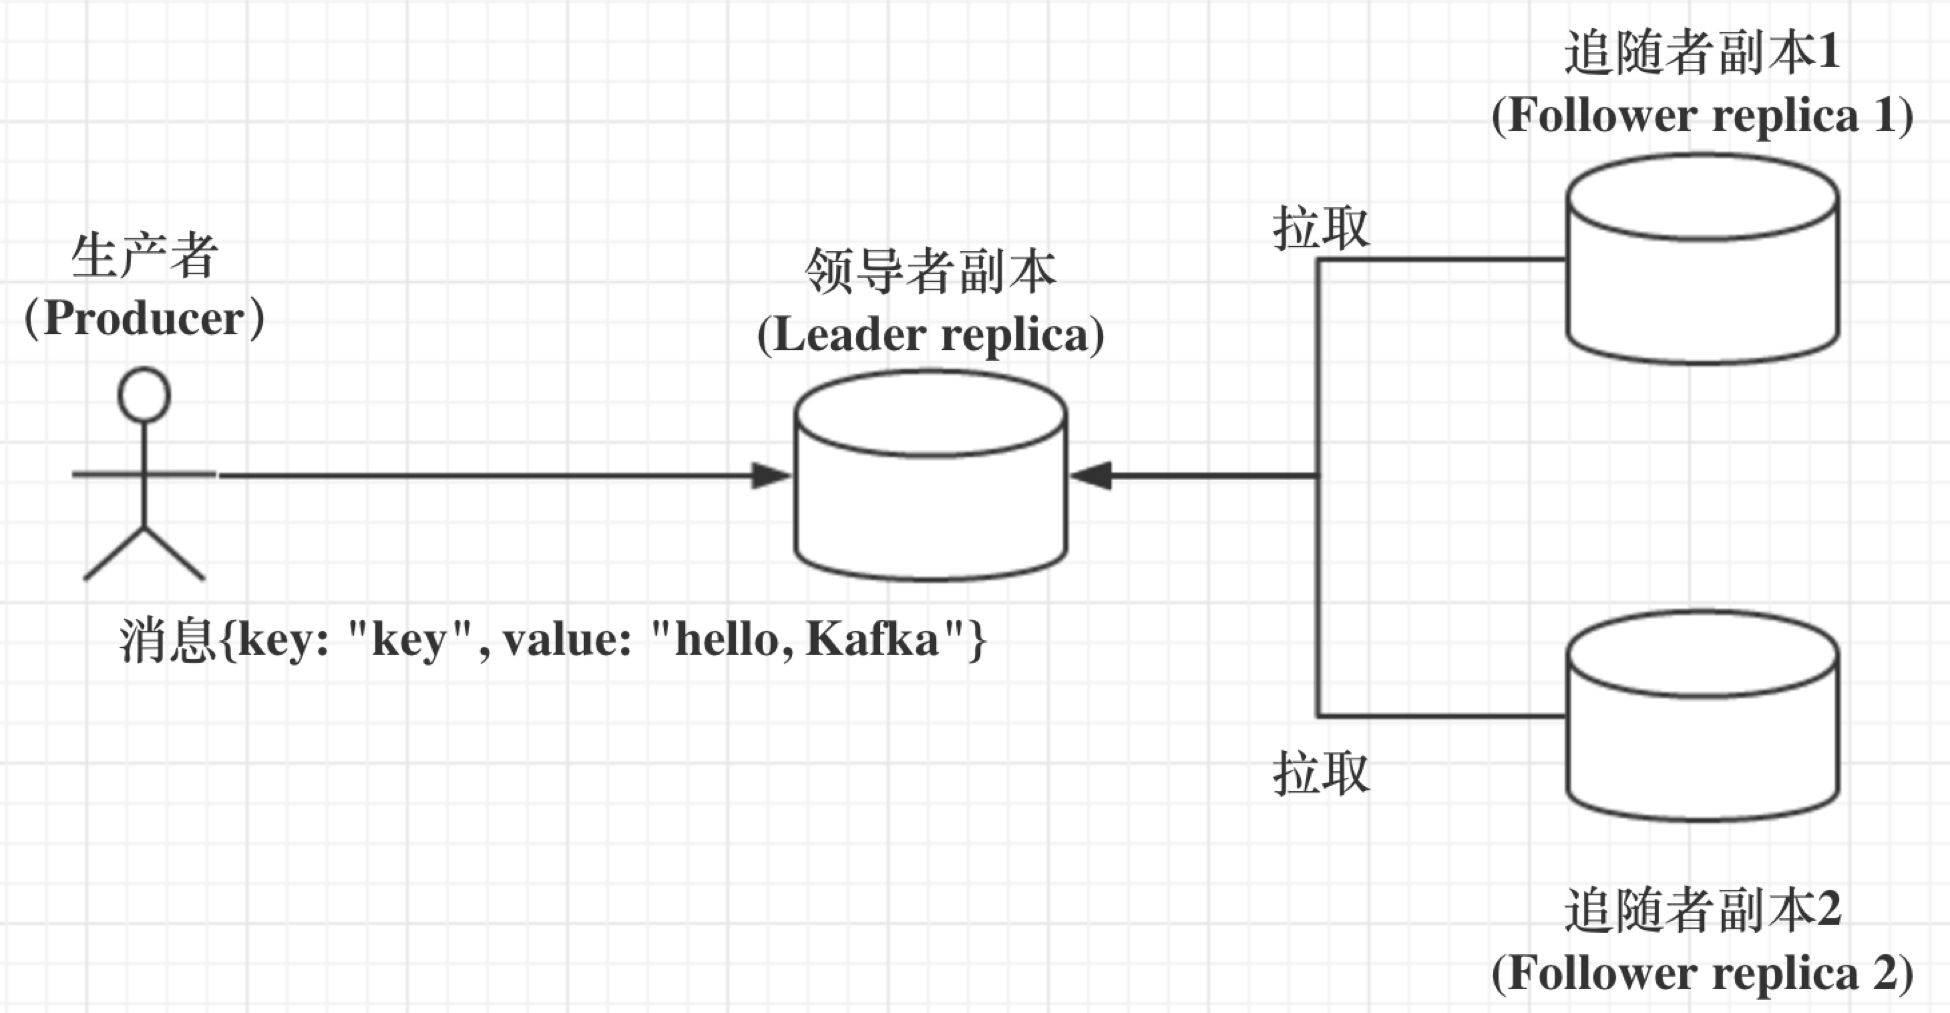 追随者副本1
(Follower replica 1)
拉取
生产者
（Producer）
领导者副本
(Leader replica)
消息{key: "key", value: "hello, Kafka"}
拉取
追随者副本2
(Follower replica 2)